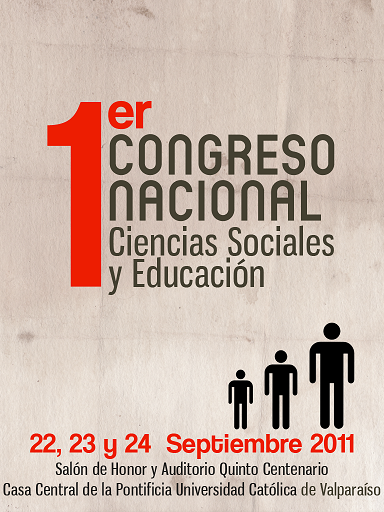 1er
CONGRESO
NACIONAL
Ciencias Sociales
y Educación
22, 23 y 24 Septiembre 2011
Salón de Honor y Auditorio Quinto Centenario
Casa Central de la Pontificia Universidad Católica de Valparaíso